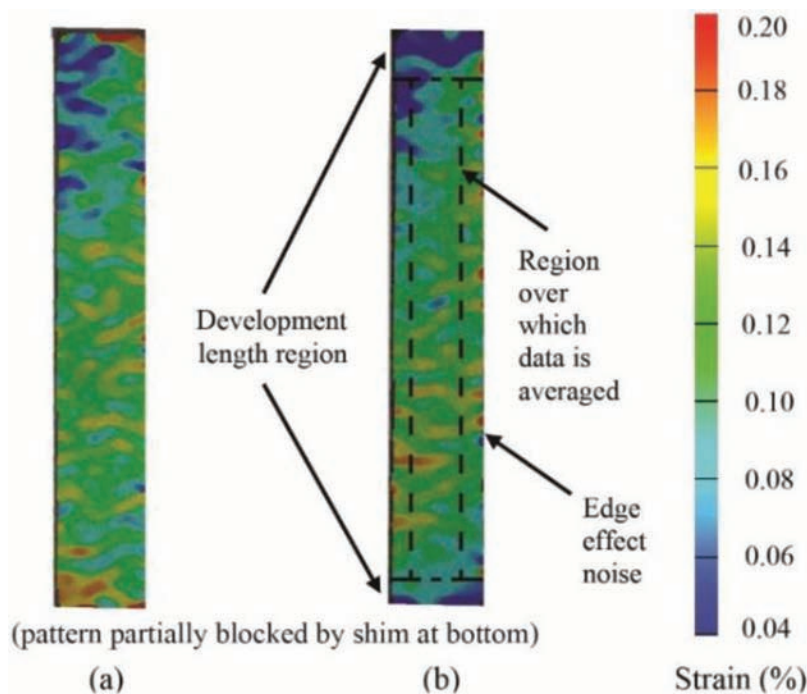 Development
length region
Region
over
which
data is
averaged
Edge
effect
noise
(pattern partially blocked by shim at bottom)
(a)
(b)
0.20
0.18
0.16
0.14
0.12
0.10
0.08
0.06
0.04
Strain (%)